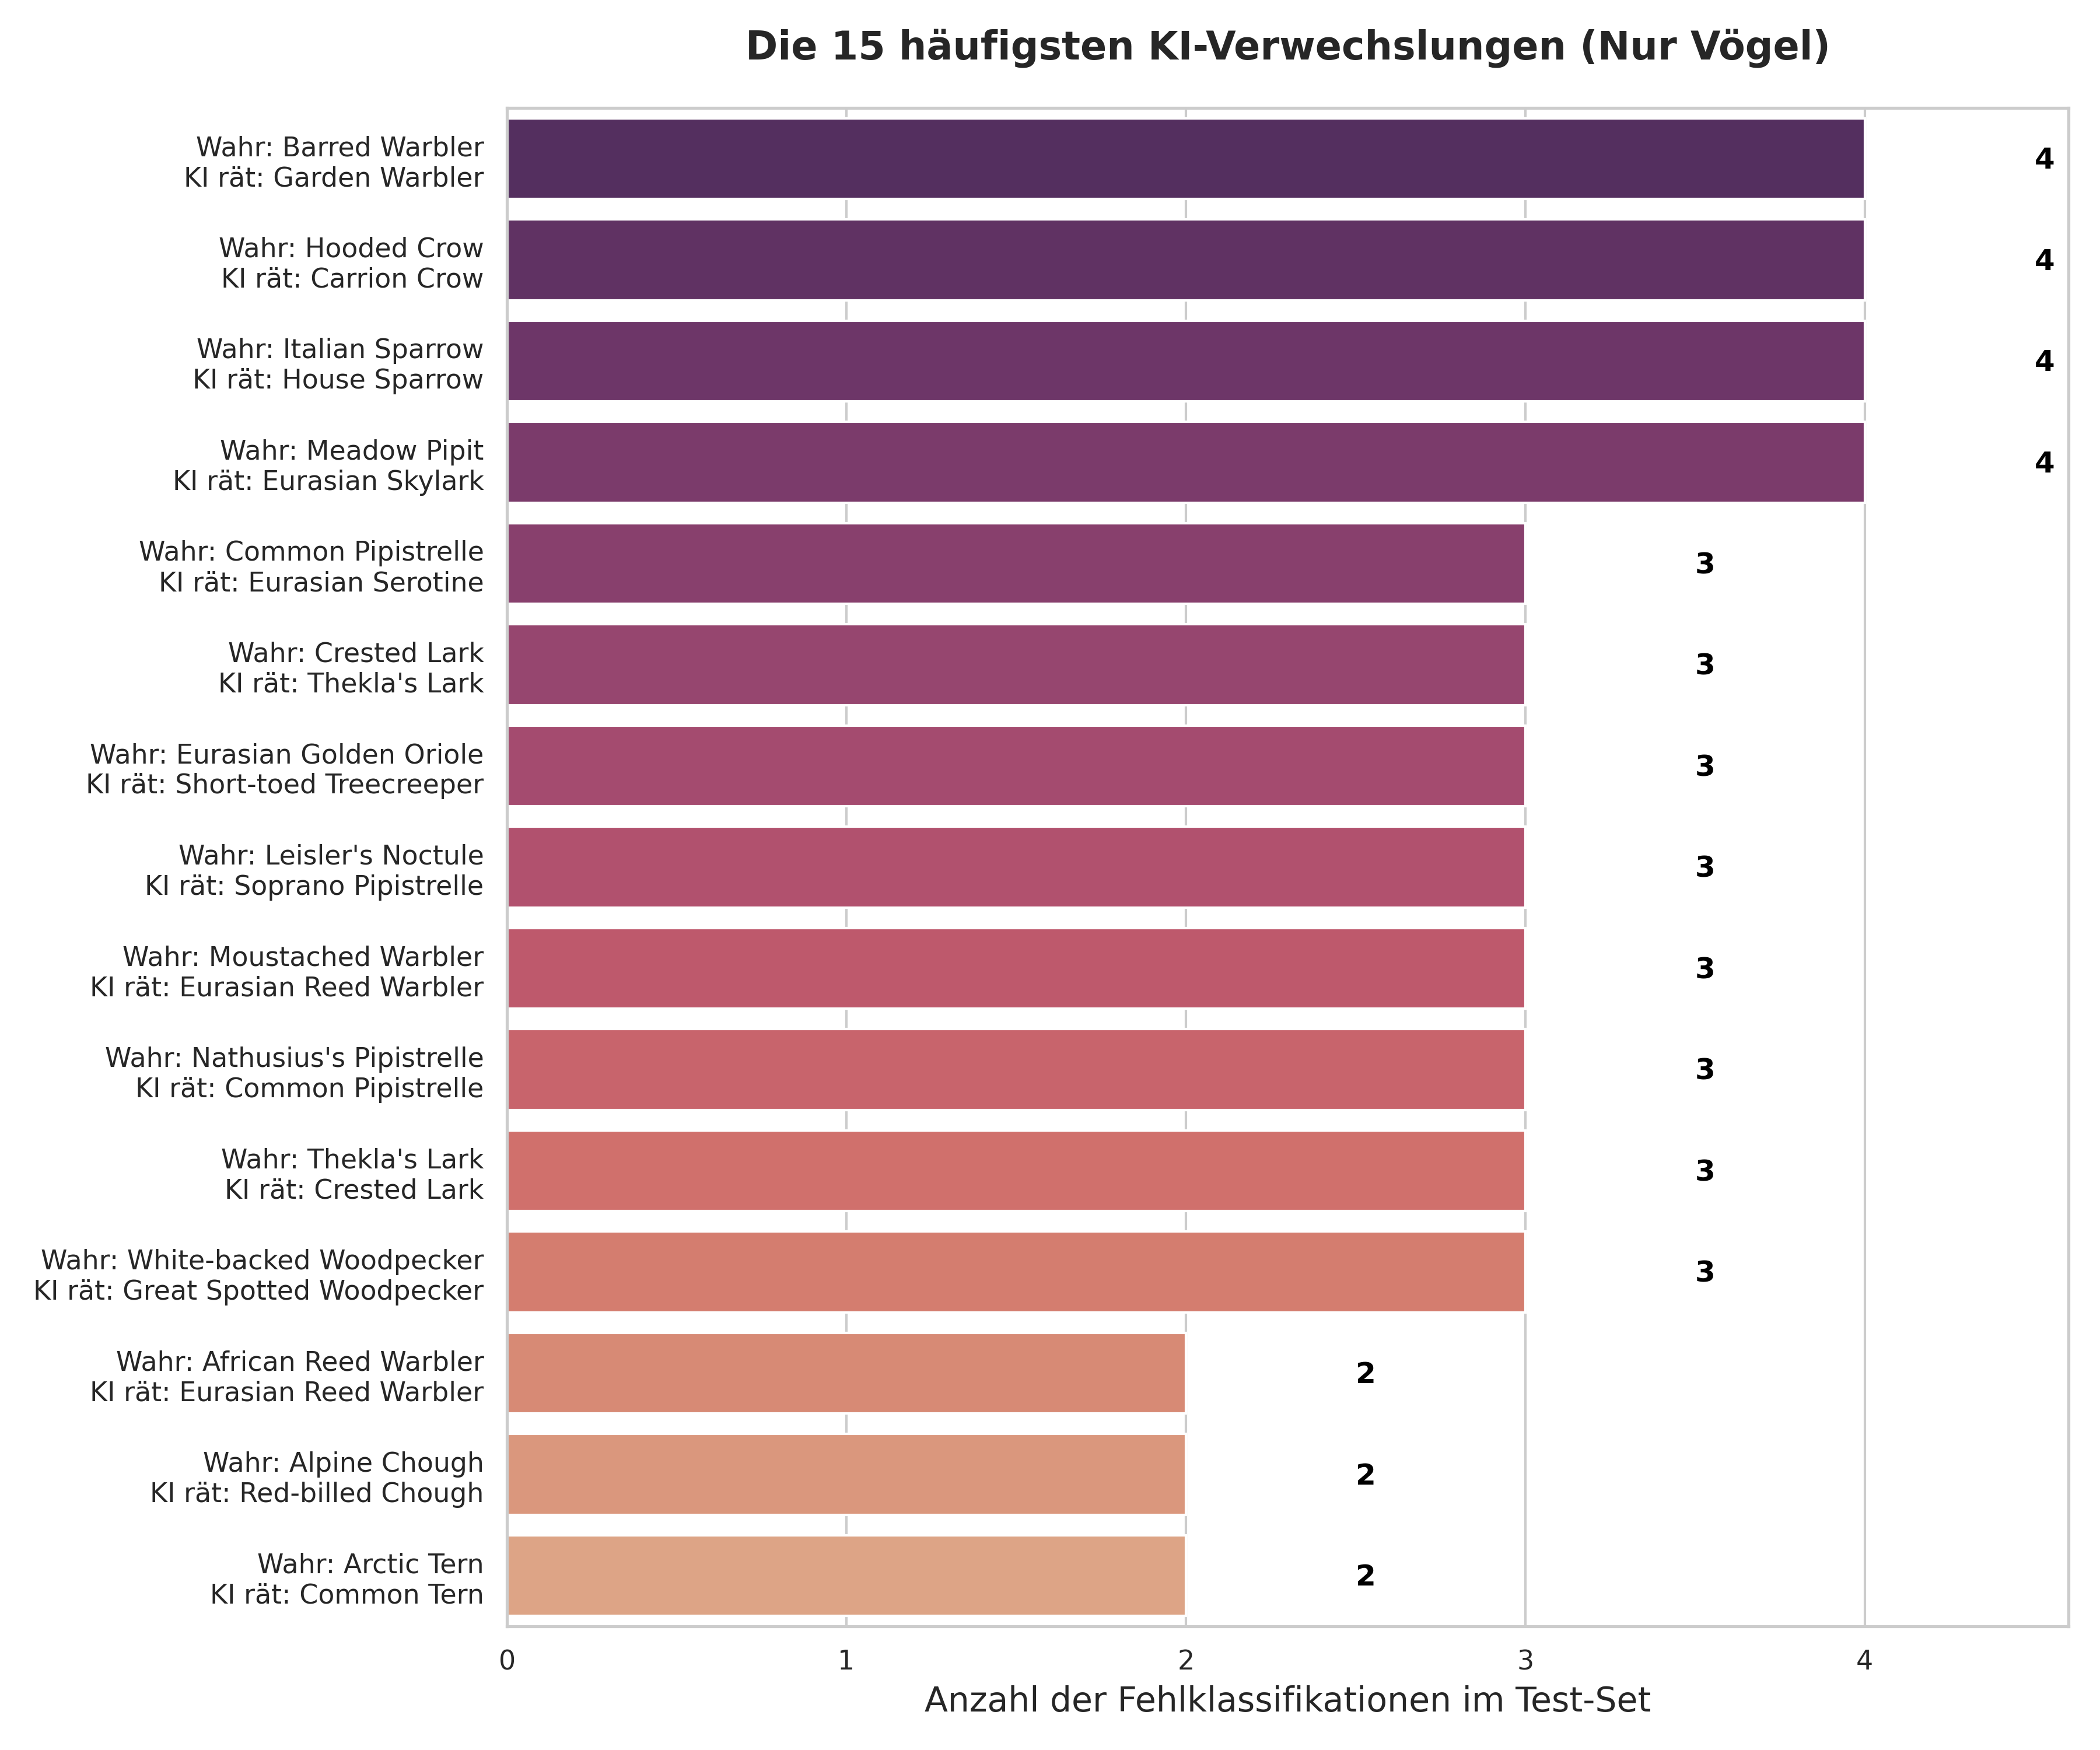 Die 15 häufigsten KI-Verwechslungen (Nur Vögel)
Wahr: Barred Warbler
KI rät: Garden Warbler
4
Wahr: Hooded Crow
KI rät: Carrion Crow
4
Wahr: Italian Sparrow
KI rät: House Sparrow
4
Wahr: Meadow Pipit
KI rät: Eurasian Skylark
4
Wahr: Common Pipistrelle
KI rät: Eurasian Serotine
3
Wahr: Crested Lark
KI rät: Thekla's Lark
3
Wahr: Eurasian Golden Oriole
KI rät: Short-toed Treecreeper
3
Wahr: Leisler's Noctule
KI rät: Soprano Pipistrelle
3
Wahr: Moustached Warbler
KI rät: Eurasian Reed Warbler
3
Wahr: Nathusius's Pipistrelle
KI rät: Common Pipistrelle
3
Wahr: Thekla's Lark
KI rät: Crested Lark
3
Wahr: White-backed Woodpecker
KI rät: Great Spotted Woodpecker
3
Wahr: African Reed Warbler
KI rät: Eurasian Reed Warbler
2
Wahr: Alpine Chough
KI rät: Red-billed Chough
2
Wahr: Arctic Tern
KI rät: Common Tern
2
0 1 2 3 4
Anzahl der Fehlklassifikationen im Test-Set